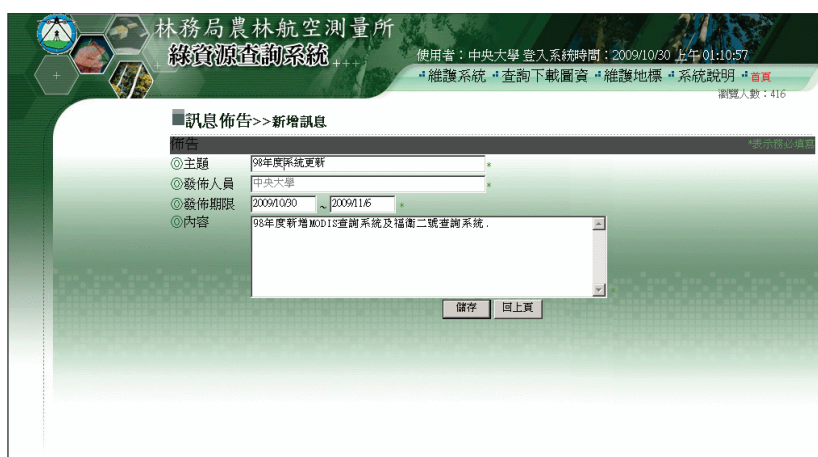 林務局農林航空測量所
綠資源查詢系統+++
使用者：中央大學 登入系統時間：2009/10/30 上午 01:10:57
維護系統 查詢下載圖資 維護地標 系統說明 首頁
瀏覽人數：416
訊息佈告>>新增訊息
佈告 *表示務必填寫
◎主題 98年度系統更新 *
◎發佈人員 中央大學 *
◎發佈期限 2009/10/30 ~ 2009/11/6 *
◎內容 98年度新增MODIS查詢系統及福衛二號查詢系統.
儲存 回上頁